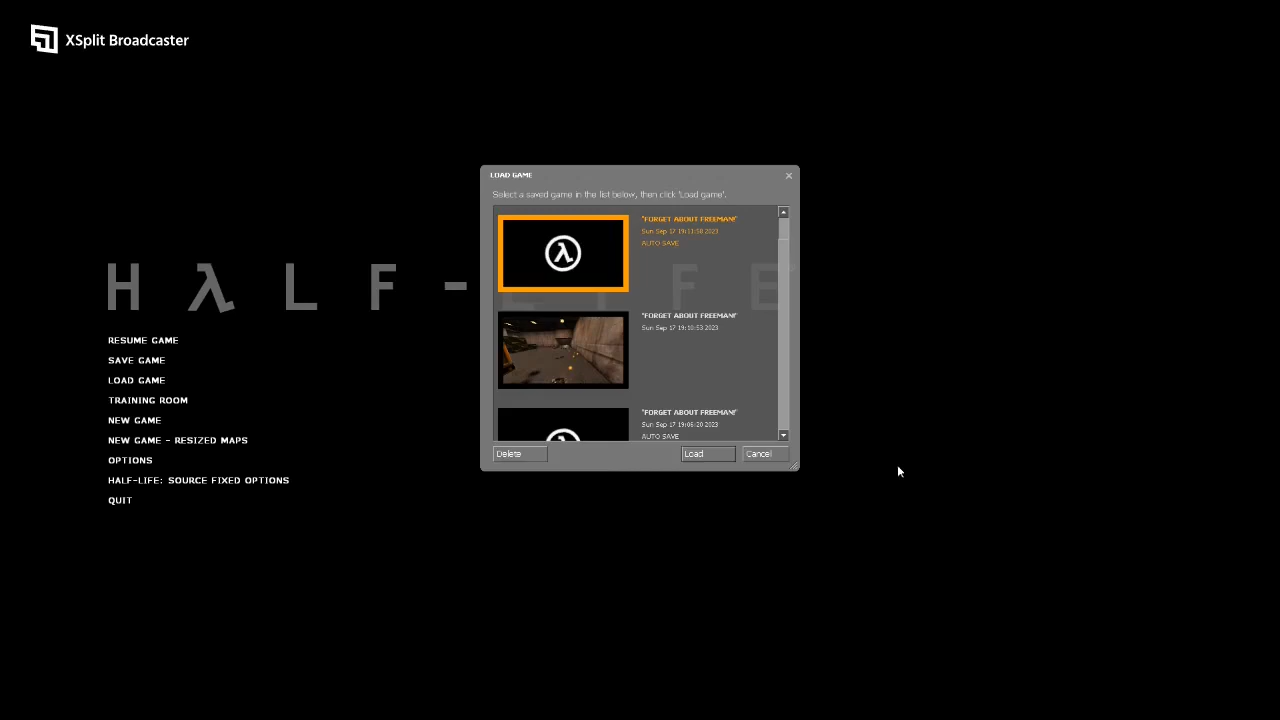 XSplit Broadcaster
LOAD GAME
Select a saved game in the list below, then click 'Load game'.
"FORGET ABOUT FREEMAN!"
Sun Sep 17 19:11:58 2023
AUTO SAVE
"FORGET ABOUT FREEMAN!"
Sun Sep 17 19:10:53 2023
"FORGET ABOUT FREEMAN!"
Sun Sep 17 19:06:20 2023
AUTO SAVE
Delete
Load
Cancel
HλLF-LIFE
RESUME GAME
SAVE GAME
LOAD GAME
TRAINING ROOM
NEW GAME
NEW GAME - RESIZED MAPS
OPTIONS
HALF-LIFE: SOURCE FIXED OPTIONS
QUIT